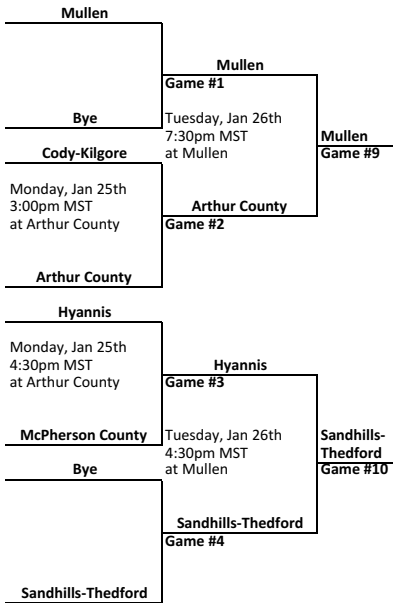 Mullen
Mullen
Game #1
Bye
Tuesday, Jan 26th
7:30pm MST
at Mullen
Mullen
Game #9
Cody-Kilgore
Monday, Jan 25th
3:00pm MST
at Arthur County
Arthur County
Game #2
Arthur County
Hyannis
Monday, Jan 25th
4:30pm MST
at Arthur County
Hyannis
Game #3
McPherson County
Tuesday, Jan 26th
4:30pm MST
at Mullen
Sandhills-
Thedford
Game #10
Bye
Sandhills-Thedford
Game #4
Sandhills-Thedford